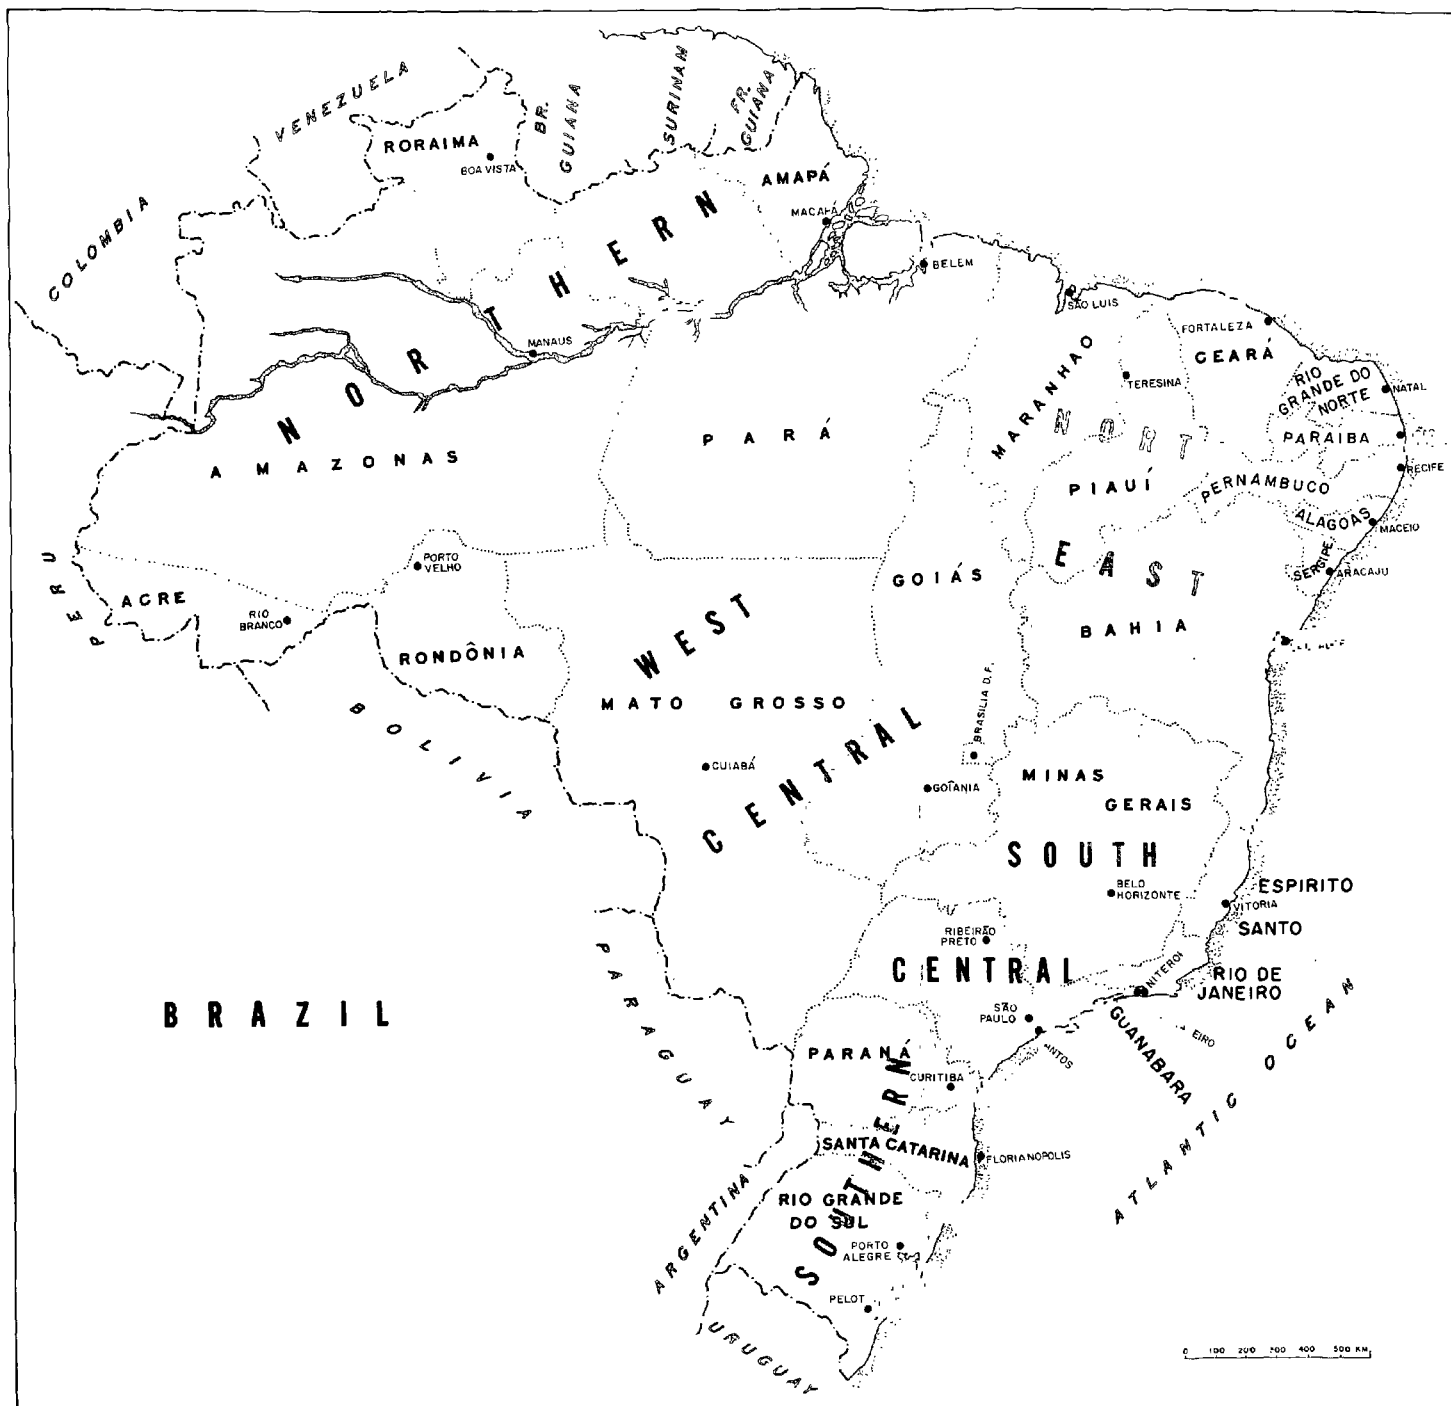 VENEZUELA
COLOMBIA
BR.
GUIANA
SURINAM
FR.
GUIANA
RORAIMA
BOA VISTA
AMAPÁ
MACAPÁ
BELEM
NORTHERN
MANAUS
AMAZONAS
PARÁ
SÃO LUIS
MARANHAO
TERESINA
FORTALEZA
CEARÁ
RIO
GRANDE DO
NORTE
NATAL
PARAIBA
RECIFE
PERNAMBUCO
PIAUÍ
ALAGOAS
MACEIO
SERGIPE
ARACAJU
NORT
EAST
BAHIA
PERU
ACRE
RIO
BRANCO
PORTO
VELHO
RONDÔNIA
BOLIVIA
GOIÁS
WEST
CENTRAL
MATO GROSSO
CUIABÁ
BRASILIA D.F.
GOÎANIA
MINAS
GERAIS
SOUTH
CENTRAL
BELO
HORIZONTE
ESPIRITO
SANTO
VITORIA
RIBEIRÃO
PRETO
NITEROI
RIO DE
JANEIRO
GUANABARA
EIRO
SÃO
PAULO
NTOS
ATLANTIC OCEAN
BRAZIL
PARAGUAY
PARANÁ
CURITIBA
SOUTHERN
SANTA CATARINA
FLORIANOPOLIS
ARGENTINA
RIO GRANDE
DO SUL
PORTO
ALEGRE
PELOT
URUGUAY
0 100 200 300 400 500 KM